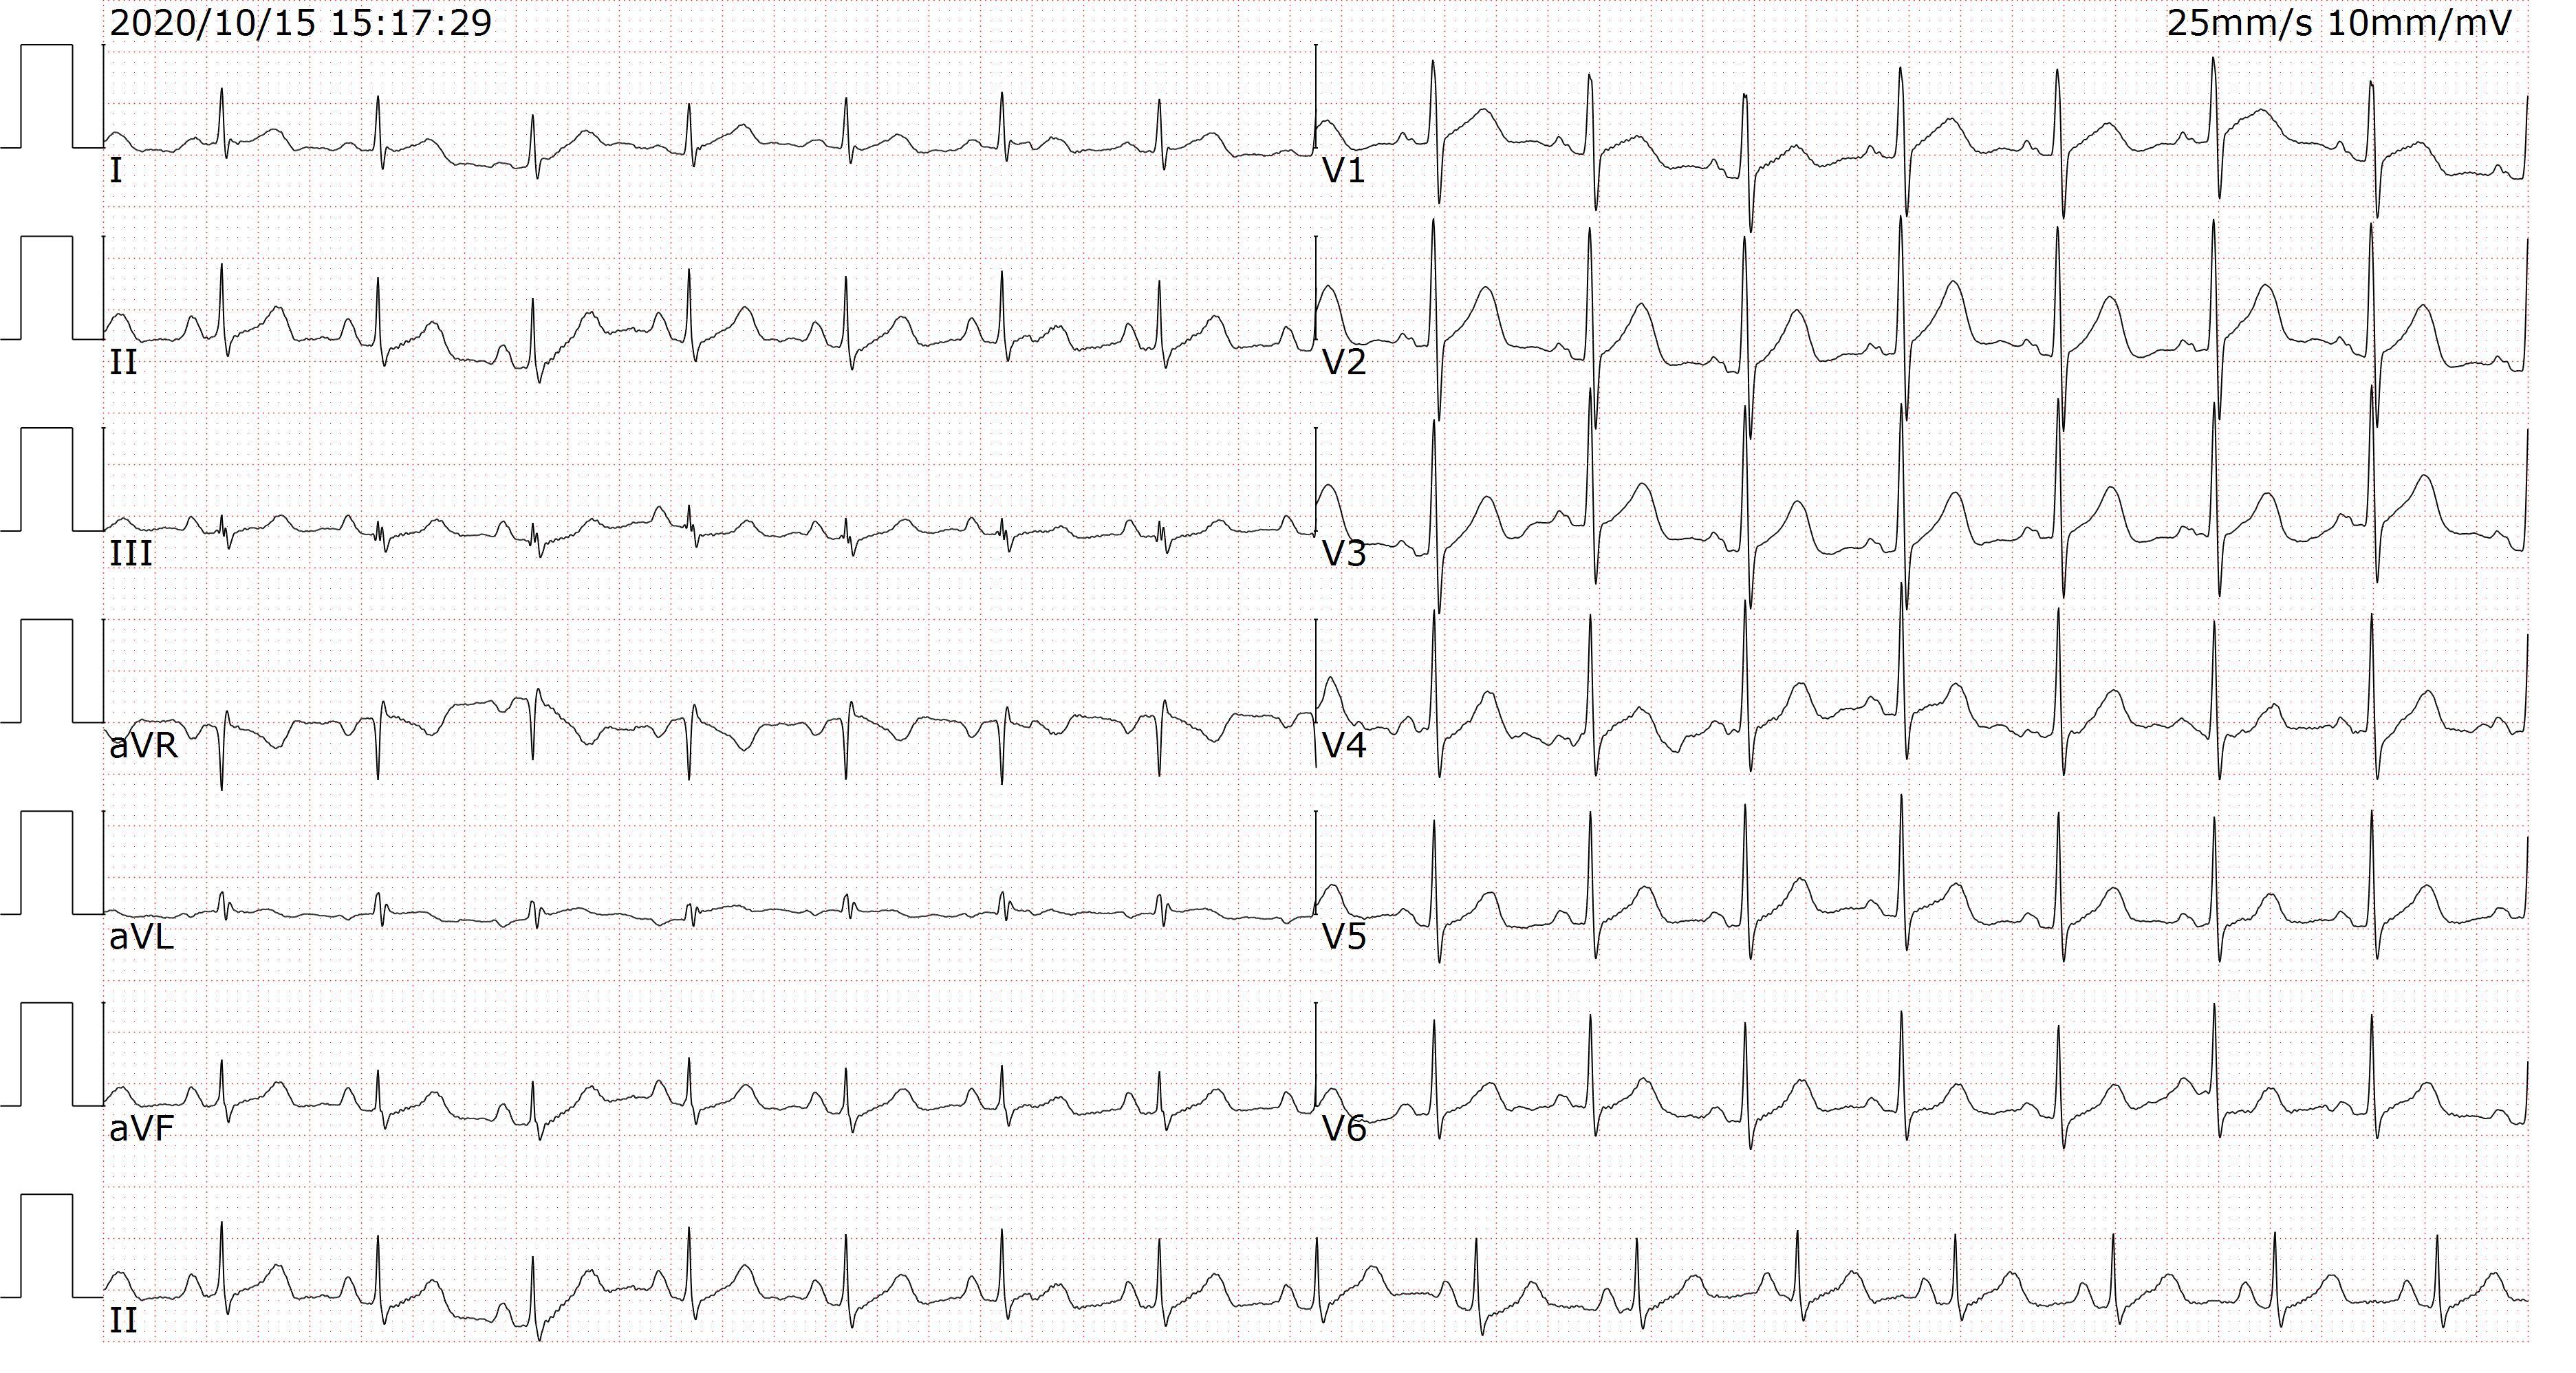 2020/10/15 15:17:29 25mm/s 10mm/mV
I V1
II V2
III V3
aVR V4
aVL V5
aVF V6
II